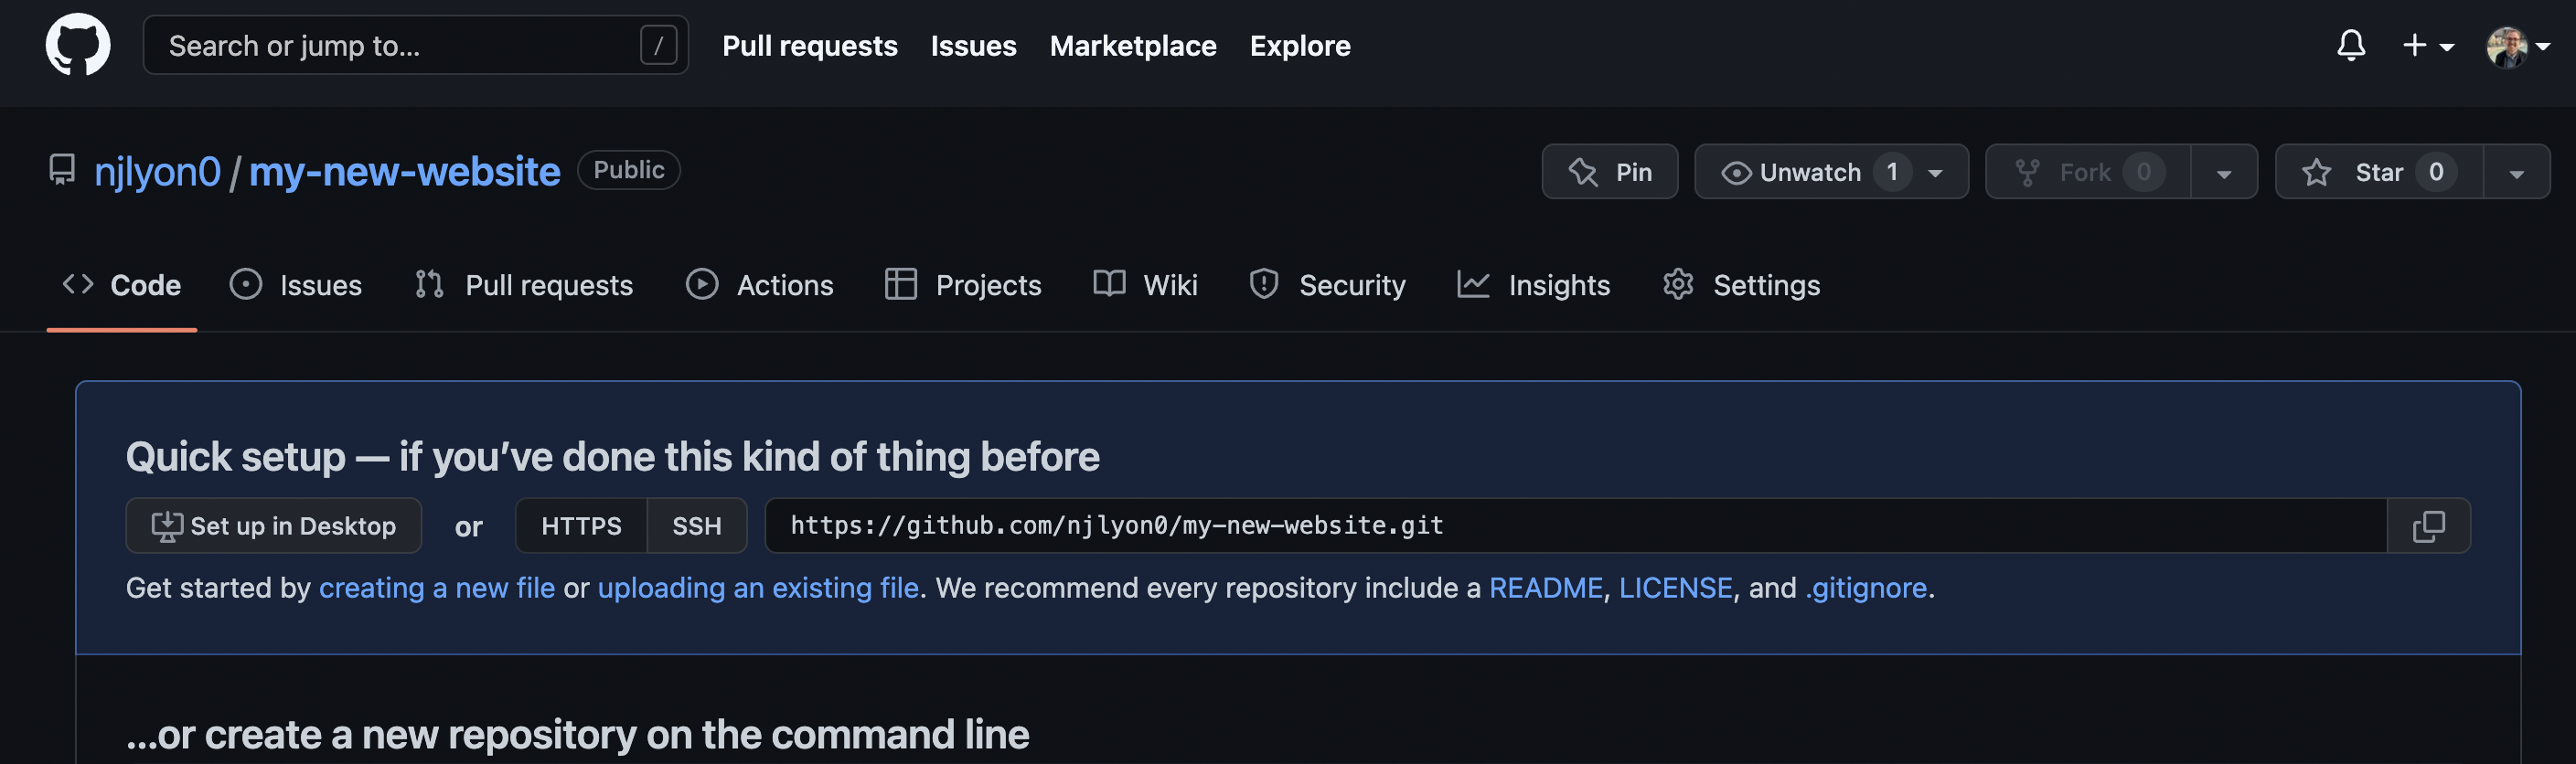 Search or jump to... / Pull requests Issues Marketplace Explore
njlyon0 / my-new-website Public Pin Unwatch 1 Fork 0 Star 0
Code Issues Pull requests Actions Projects Wiki Security Insights Settings
Quick setup — if you’ve done this kind of thing before
Set up in Desktop or HTTPS SSH https://github.com/njlyon0/my-new-website.git
Get started by creating a new file or uploading an existing file. We recommend every repository include a README, LICENSE, and .gitignore.
…or create a new repository on the command line